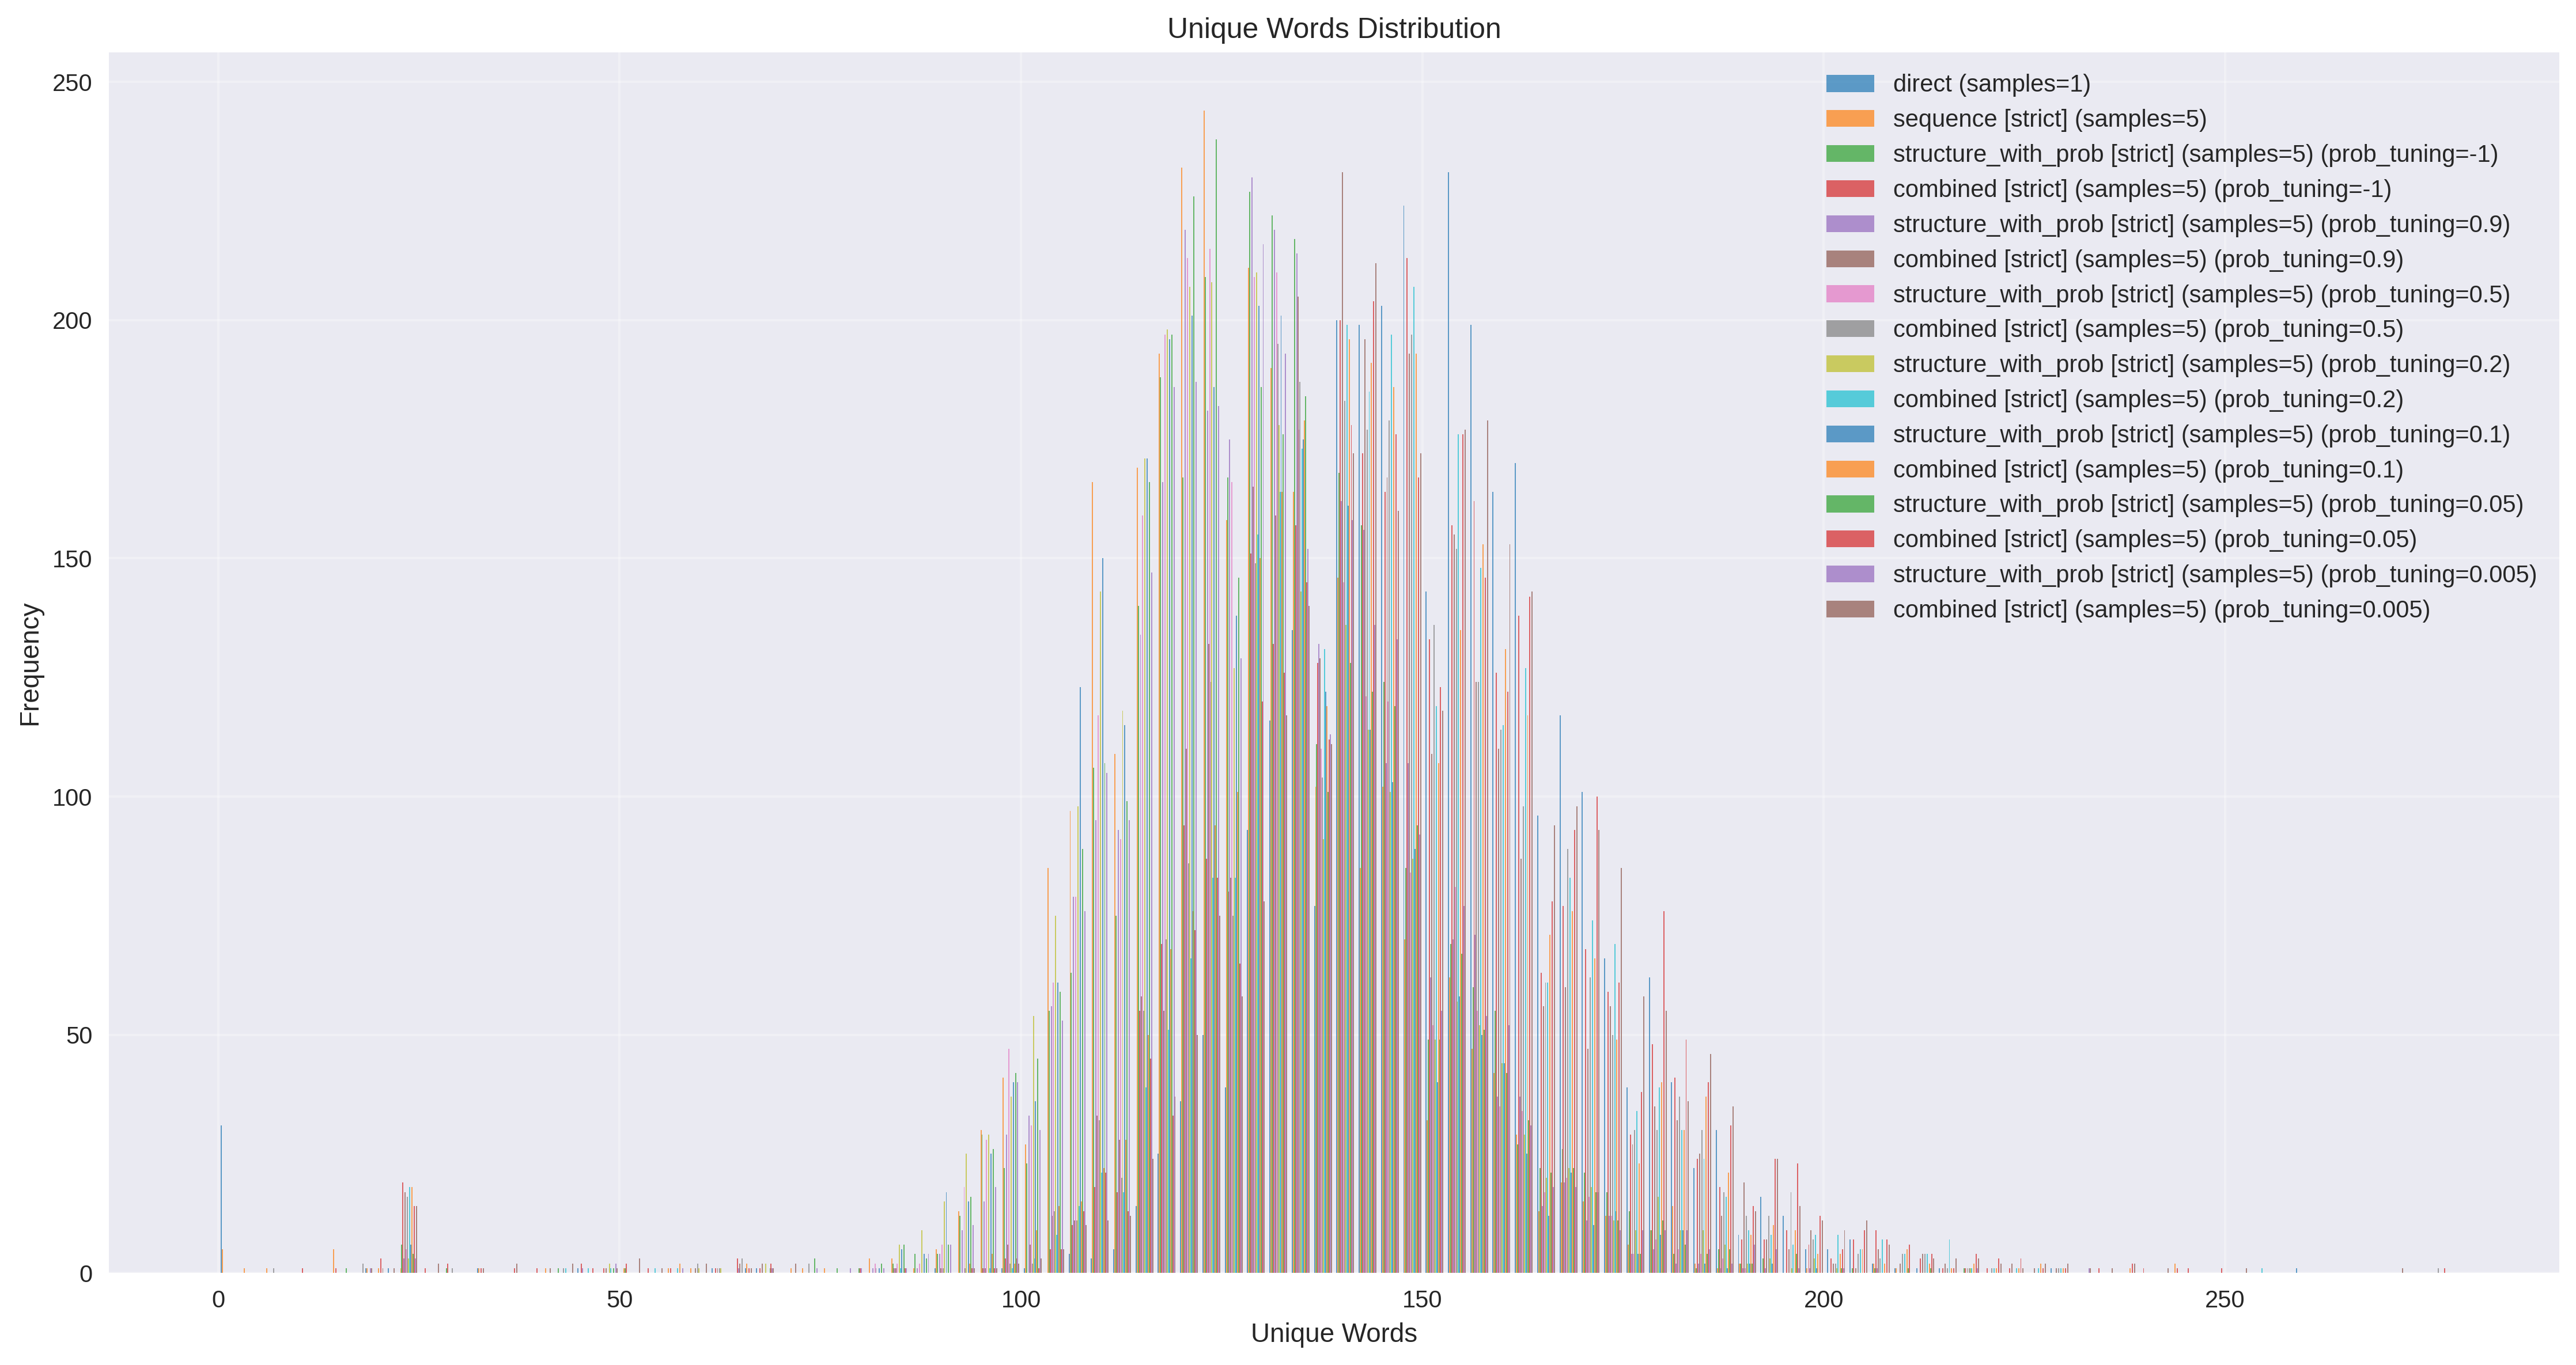 Unique Words Distribution
250
200
150
100
50
0
Frequency
direct (samples=1)
sequence [strict] (samples=5)
structure_with_prob [strict] (samples=5) (prob_tuning=-1)
combined [strict] (samples=5) (prob_tuning=-1)
structure_with_prob [strict] (samples=5) (prob_tuning=0.9)
combined [strict] (samples=5) (prob_tuning=0.9)
structure_with_prob [strict] (samples=5) (prob_tuning=0.5)
combined [strict] (samples=5) (prob_tuning=0.5)
structure_with_prob [strict] (samples=5) (prob_tuning=0.2)
combined [strict] (samples=5) (prob_tuning=0.2)
structure_with_prob [strict] (samples=5) (prob_tuning=0.1)
combined [strict] (samples=5) (prob_tuning=0.1)
structure_with_prob [strict] (samples=5) (prob_tuning=0.05)
combined [strict] (samples=5) (prob_tuning=0.05)
structure_with_prob [strict] (samples=5) (prob_tuning=0.005)
combined [strict] (samples=5) (prob_tuning=0.005)
0 50 100 150 200 250
Unique Words